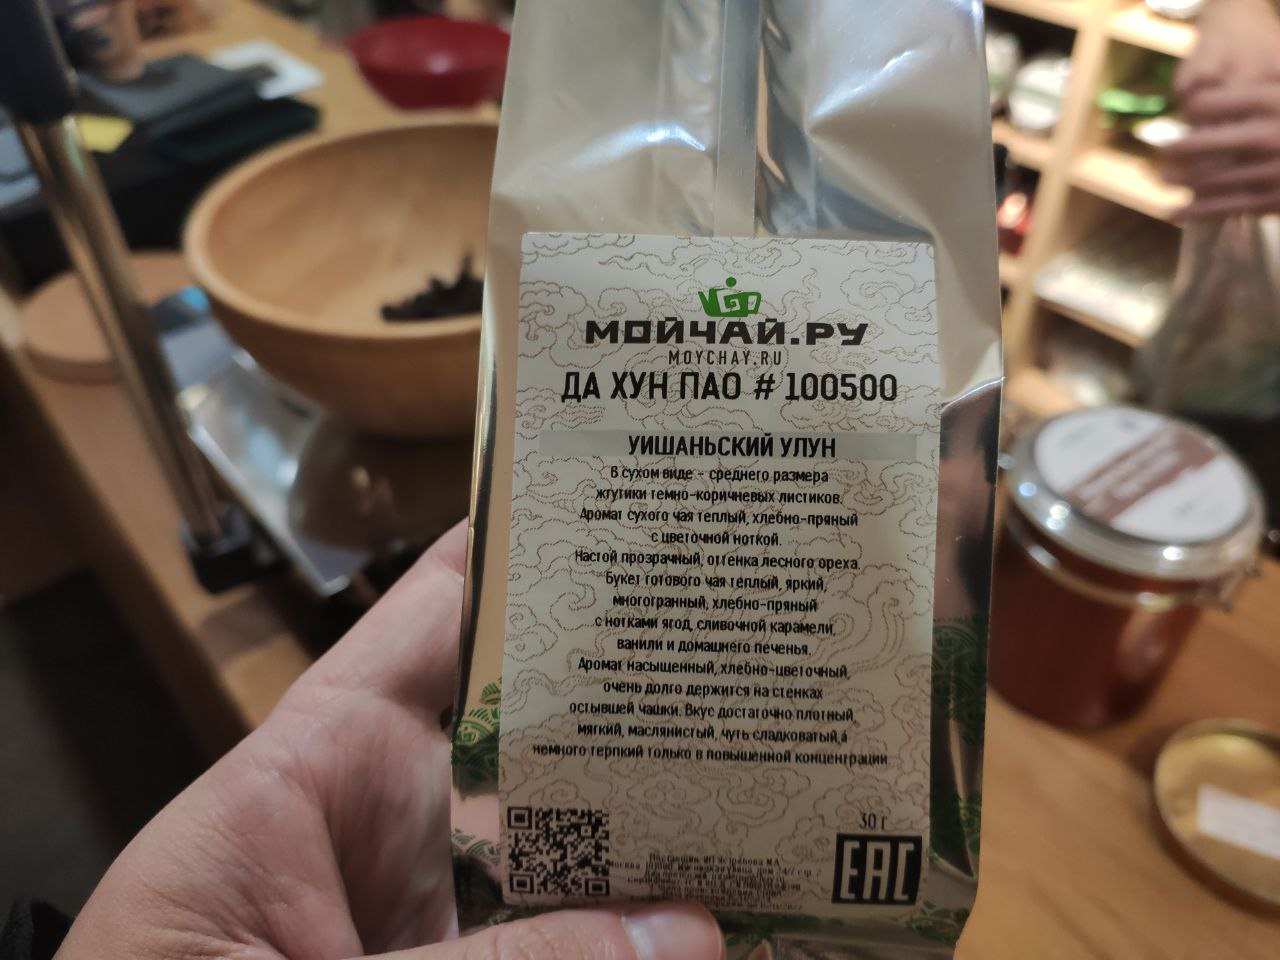 МОЙЧАЙ.РУ
MOYCHAY.RU
ДА ХУН ПАО # 100500
УИШАНЬСКИЙ УЛУН
В сухом виде - среднего размера
жгутики темно-коричневых листиков.
Аромат сухого чая теплый, хлебно-пряный
с цветочной ноткой.
Настой прозрачный, оттенка лесного ореха.
Букет готового чая теплый, яркий,
многогранный, хлебно-пряный
с нотками ягод, сливочной карамели,
ванили и домашнего печенья.
Аромат насыщенный, хлебно-цветочный,
очень долго держится на стенках
остывшей чашки. Вкус достаточно плотный,
мягкий, маслянистый, чуть сладковатый,á
немного терпкий только в повышенной концентрации
30 г
EAC